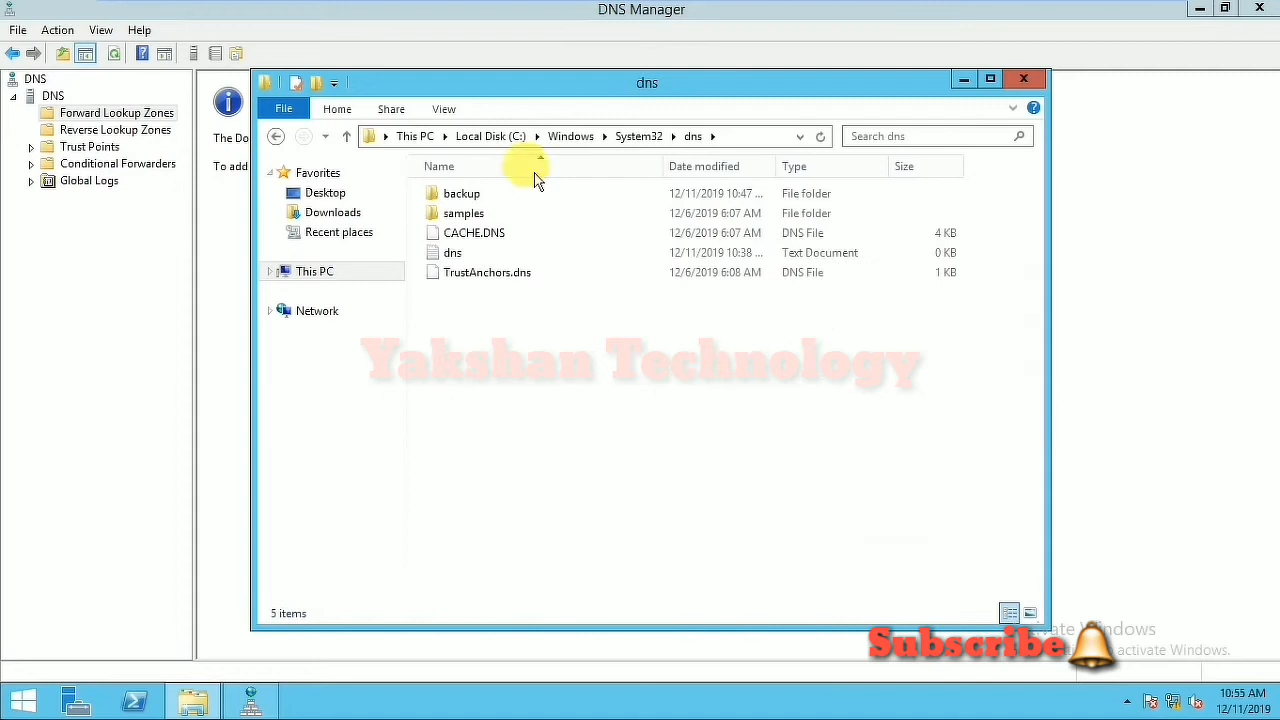 DNS Manager
File Action View Help
DNS
DNS
Forward Lookup Zones
Reverse Lookup Zones
Trust Points
Conditional Forwarders
Global Logs
The Do
To add
dns
File Home Share View
This PC Local Disk (C:) Windows System32 dns
Search dns
Favorites
Desktop
Downloads
Recent places
This PC
Network
Name Date modified Type Size
backup 12/11/2019 10:47 ... File folder
samples 12/6/2019 6:07 AM File folder
CACHE.DNS 12/6/2019 6:07 AM DNS File 4 KB
dns 12/11/2019 10:38 ... Text Document 0 KB
TrustAnchors.dns 12/6/2019 6:08 AM DNS File 1 KB
Yakshan Technology
5 items
Subscribe
activate Windows.
10:55 AM
12/11/2019